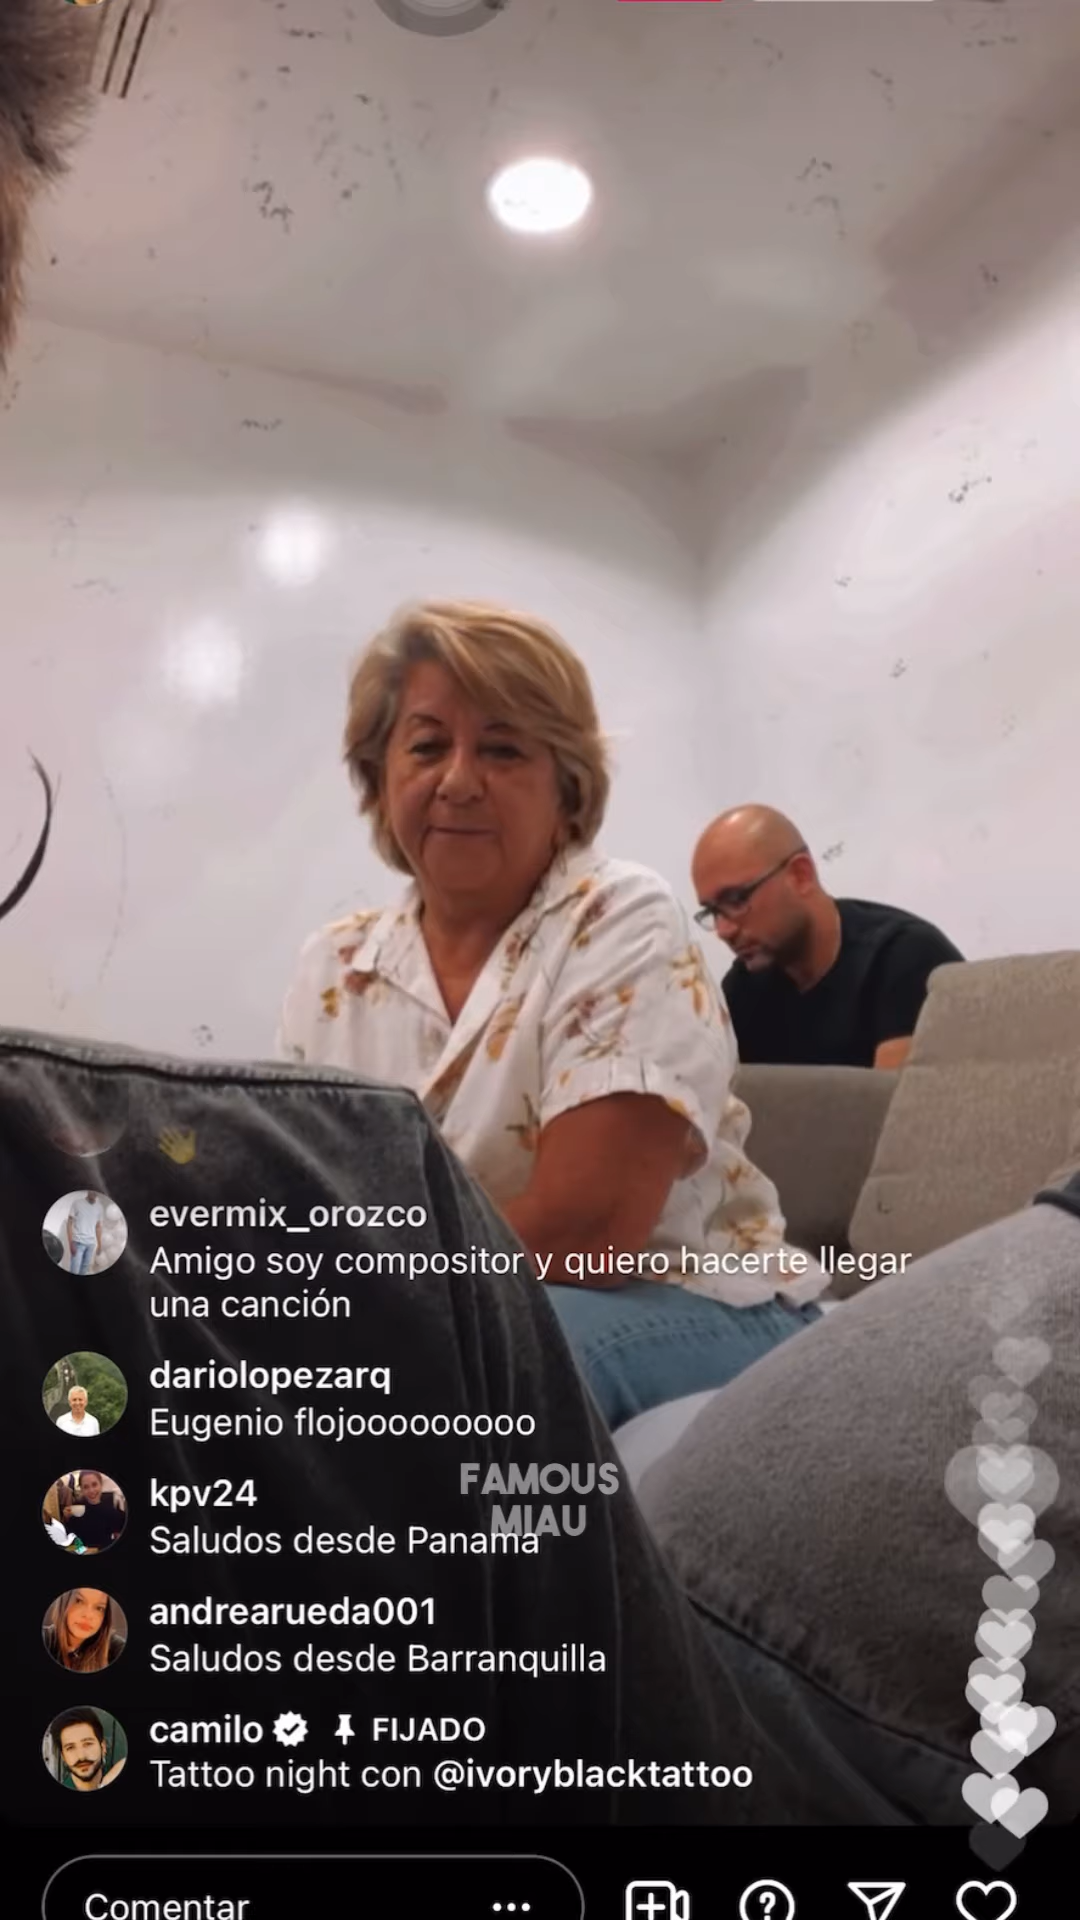 evermix_orozco
Amigo soy compositor y quiero hacerte llegar
una canción
dariolopezarq
Eugenio flojooooooooo
kpv24
FAMOUS
MIAU
Saludos desde Panama
andrearueda001
Saludos desde Barranquilla
camilo FIJADO
Tattoo night con @ivoryblacktattoo
Comentar